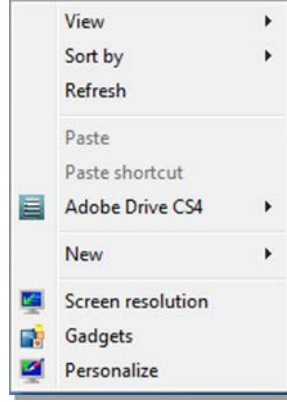 View
Sort by
Refresh
Paste
Paste shortcut
Adobe Drive CS4
New
Screen resolution
Gadgets
Personalize